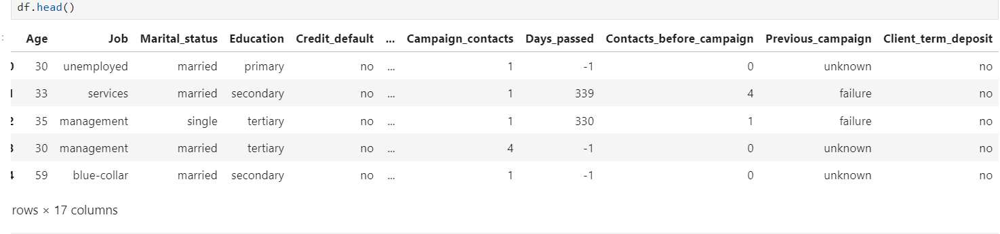 df.head()
: Age Job Marital_status Education Credit_default ... Campaign_contacts Days_passed Contacts_before_campaign Previous_campaign Client_term_deposit
0 30 unemployed married primary no ... 1 -1 0 unknown no
1 33 services married secondary no ... 1 339 4 failure no
2 35 management single tertiary no ... 1 330 1 failure no
3 30 management married tertiary no ... 4 -1 0 unknown no
4 59 blue-collar married secondary no ... 1 -1 0 unknown no
rows × 17 columns